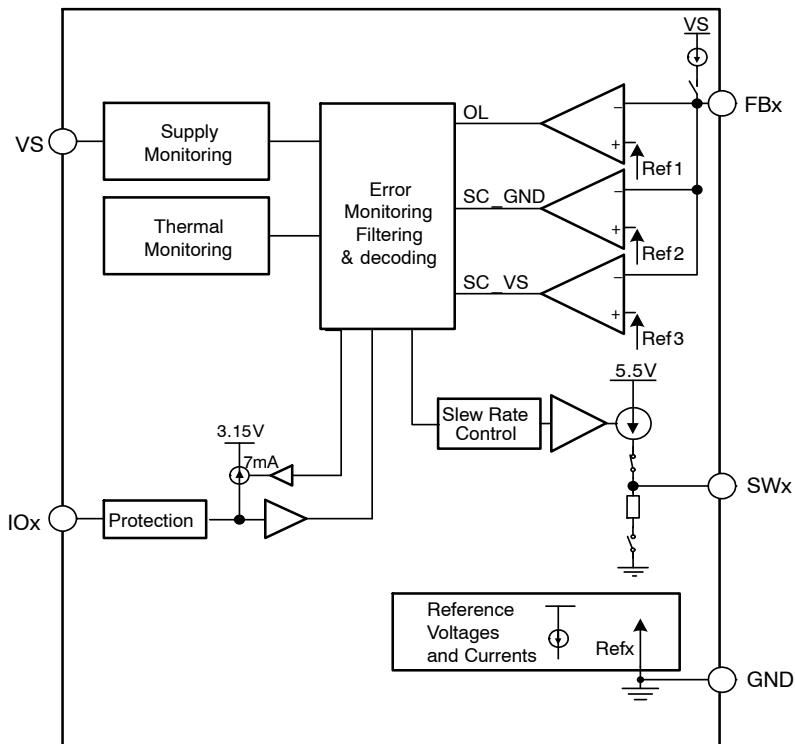 VS
FBx
OL
Supply
Monitoring
VS
−
+
Ref1
Error
Monitoring
Filtering
& decoding
SC_GND
−
+
Ref2
Thermal
Monitoring
SC_VS
−
+
Ref3
5.5V
Slew Rate
Control
3.15V
7mA
SWx
IOx
Protection
Reference
Voltages
and Currents
Refx
GND